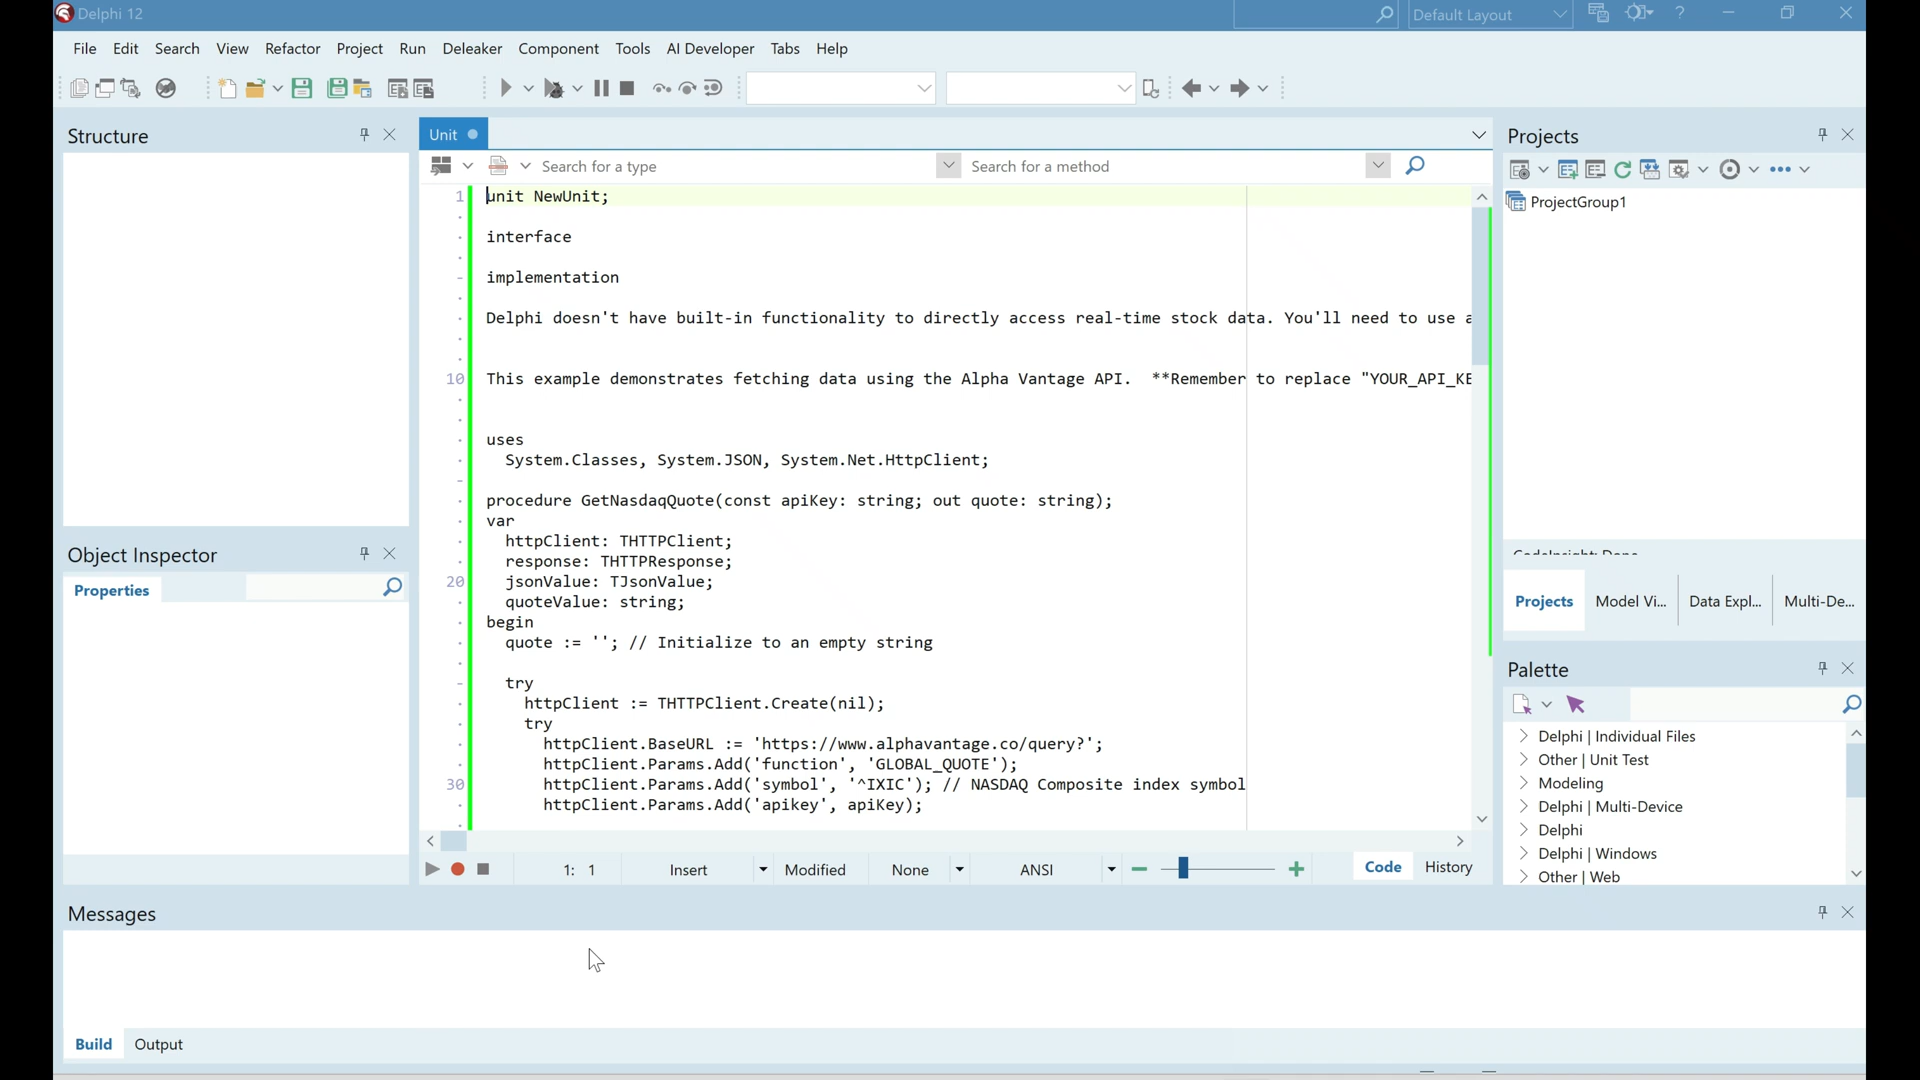 Delphi 12
Default Layout
?
File Edit Search View Refactor Project Run Deleaker Component Tools AI Developer Tabs Help
Structure
Unit
Search for a type
Search for a method
1 unit NewUnit;
interface
implementation
Delphi doesn't have built-in functionality to directly access real-time stock data. You'll need to use a
10 This example demonstrates fetching data using the Alpha Vantage API.  **Remember to replace "YOUR_API_KE
uses
System.Classes, System.JSON, System.Net.HttpClient;
procedure GetNasdaqQuote(const apiKey: string; out quote: string);
var
httpClient: THTTPClient;
response: THTTPResponse;
20 jsonValue: TJsonValue;
quoteValue: string;
begin
quote := ''; // Initialize to an empty string
try
httpClient := THTTPClient.Create(nil);
try
httpClient.BaseURL := 'https://www.alphavantage.co/query?';
httpClient.Params.Add('function', 'GLOBAL_QUOTE');
30 httpClient.Params.Add('symbol', '^IXIC'); // NASDAQ Composite index symbol
httpClient.Params.Add('apikey', apiKey);
1: 1 Insert Modified None ANSI Code History
Object Inspector
Properties
Projects
ProjectGroup1
Projects Model Vi... Data Expl... Multi-De...
Palette
Delphi | Individual Files
Other | Unit Test
Modeling
Delphi | Multi-Device
Delphi
Delphi | Windows
Other | Web
Messages
Build Output